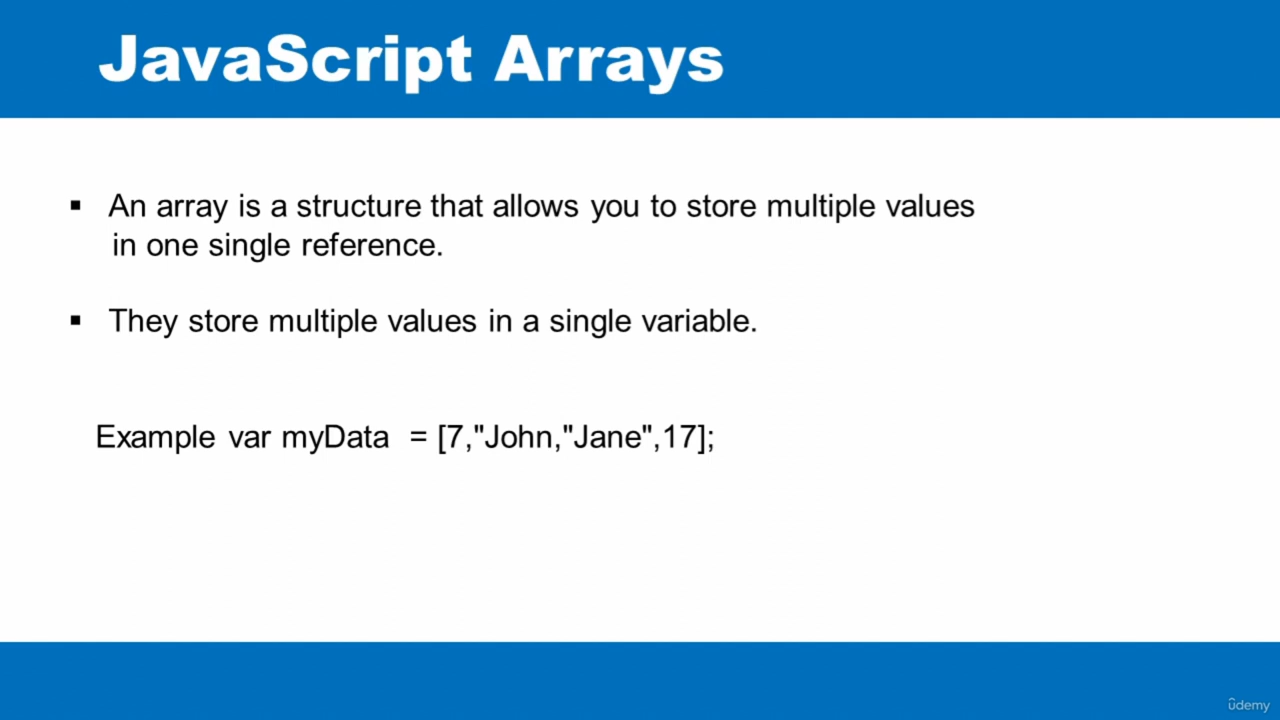 JavaScript Arrays
▪ An array is a structure that allows you to store multiple values
in one single reference.
▪ They store multiple values in a single variable.
Example var myData = [7,"John,"Jane",17];
ûdemy